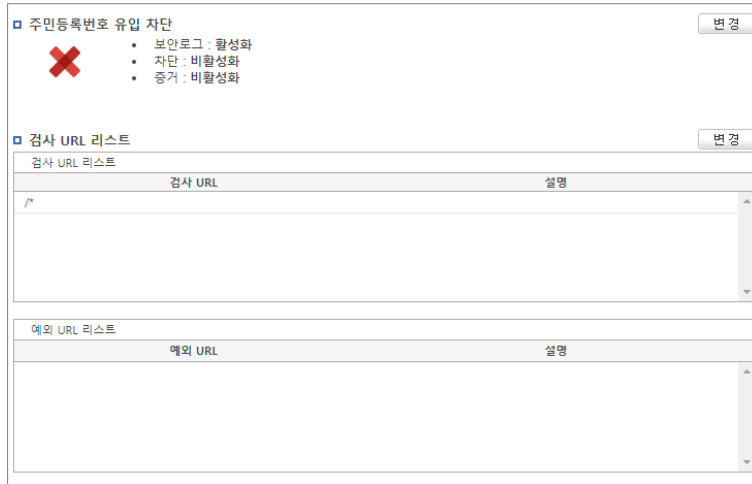 주민등록번호 유입 차단
변경
• 보안로그 : 활성화
• 차단 : 비활성화
• 증거 : 비활성화
검사 URL 리스트
변경
검사 URL 리스트
검사 URL 설명
/*
예외 URL 리스트
예외 URL 설명